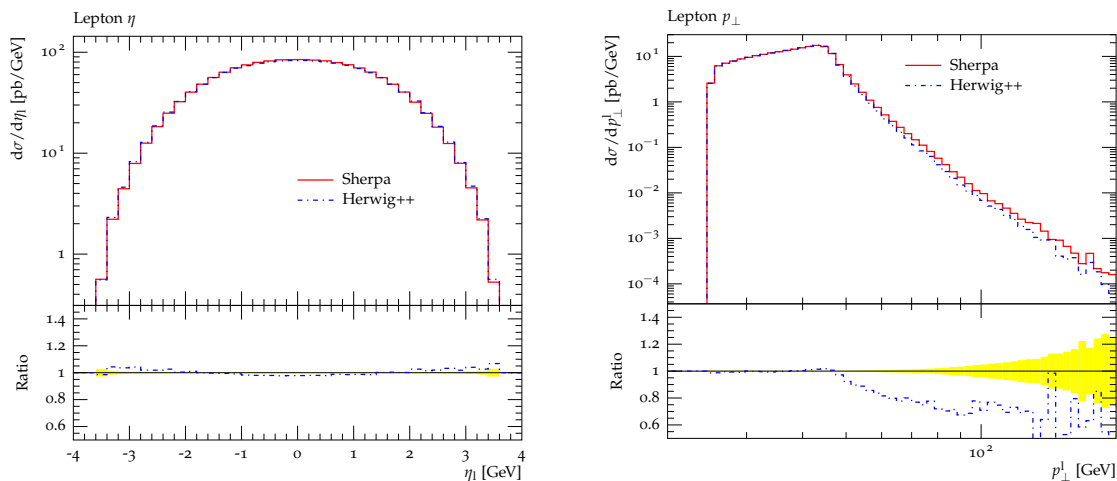 Lepton η
dσ/dηl [pb/GeV]
10²
10¹
1
Sherpa
Herwig++
Ratio
1.4
1.2
1
0.8
0.6
-4 -3 -2 -1 0 1 2 3 4
ηl [GeV]
Lepton p⊥
dσ/dp⊥^l [pb/GeV]
10¹
1
10⁻¹
10⁻²
10⁻³
10⁻⁴
Sherpa
Herwig++
Ratio
1.4
1.2
1
0.8
0.6
10²
p⊥^l [GeV]